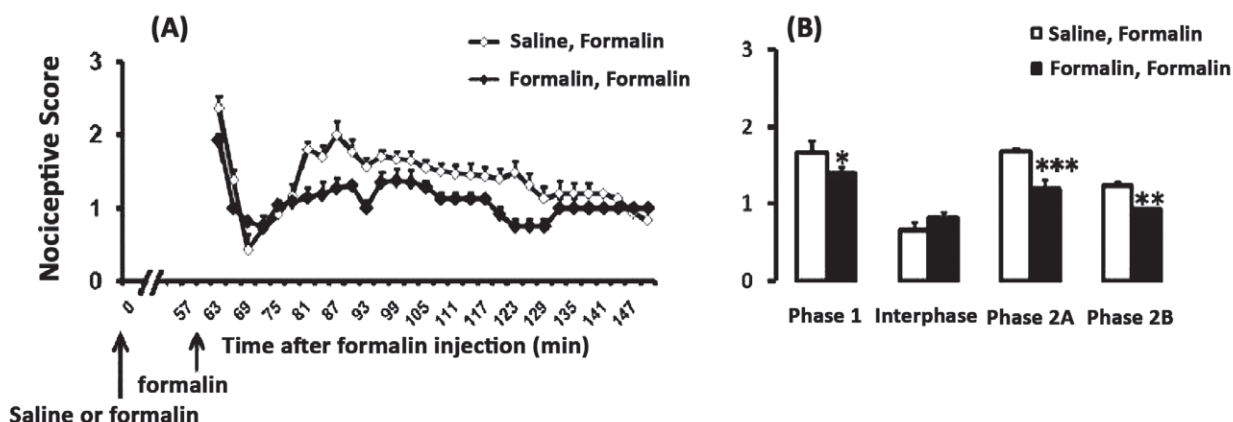 (A)
Saline, Formalin
Formalin, Formalin
Nociceptive Score
3
2
1
0
0 57 63 69 75 81 87 93 99 105 111 117 123 129 135 141 147
Time after formalin injection (min)
formalin
Saline or formalin
(B)
Saline, Formalin
Formalin, Formalin
3
2
1
0
* *** **
Phase 1 Interphase Phase 2A Phase 2B